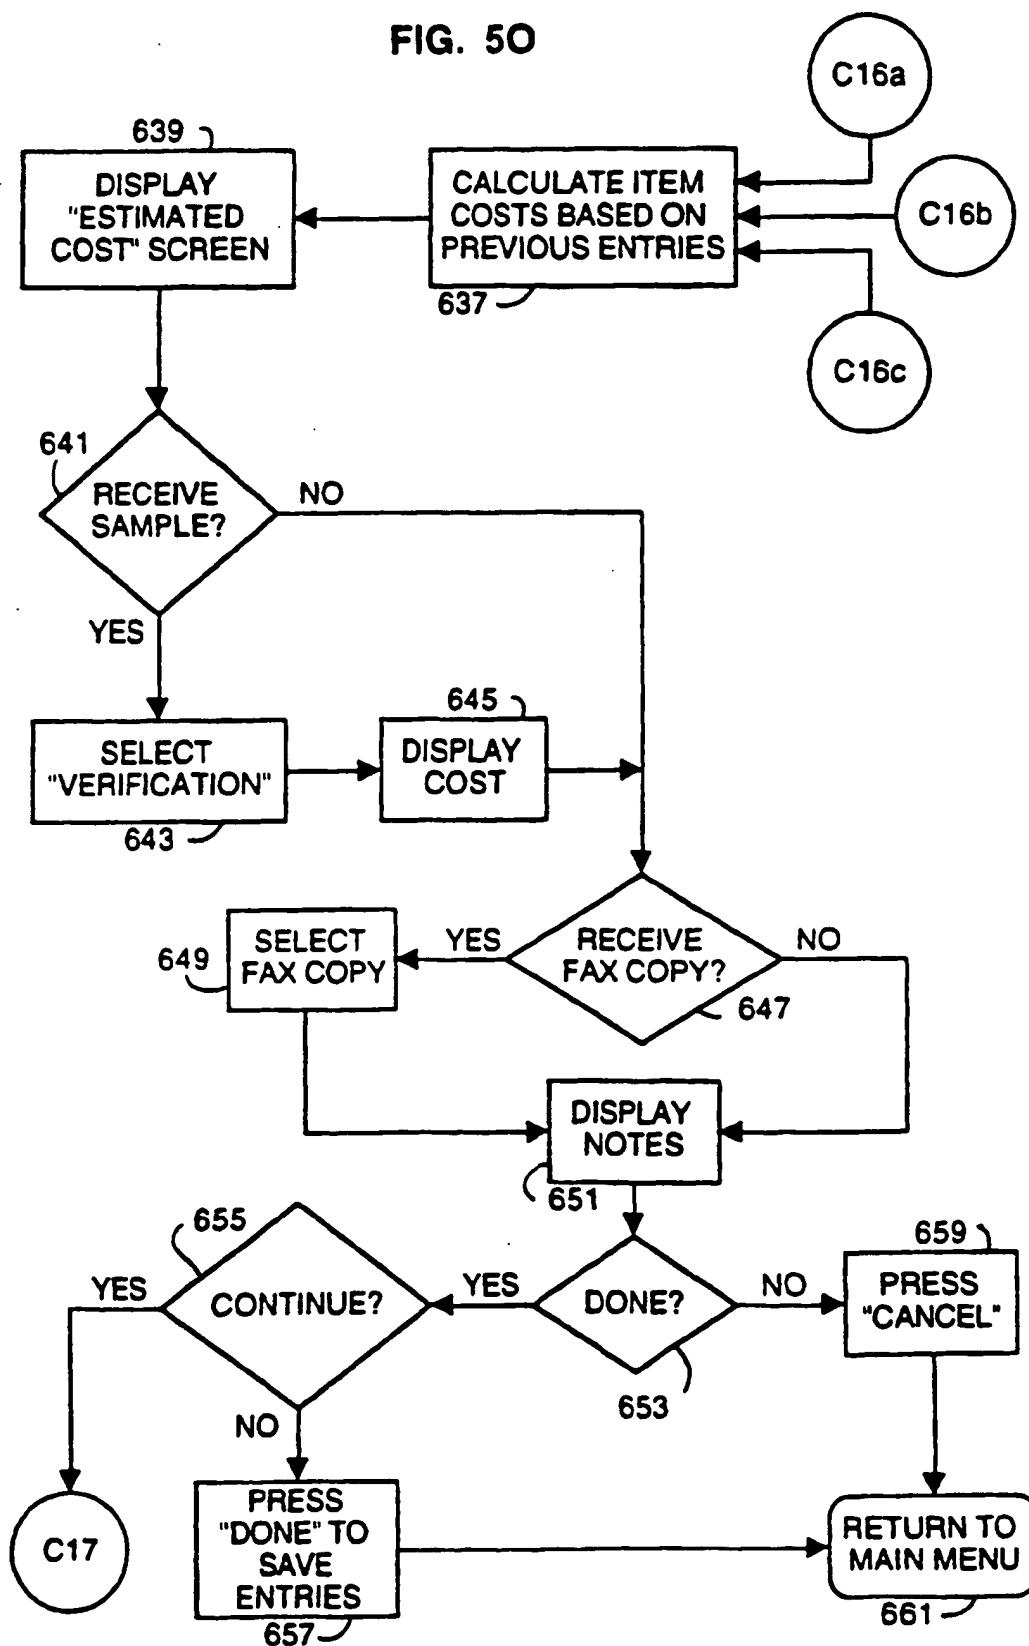 FIG. 5O
C16a
639
DISPLAY
"ESTIMATED
COST" SCREEN
CALCULATE ITEM
COSTS BASED ON
PREVIOUS ENTRIES
637
C16b
C16c
641
RECEIVE
SAMPLE?
NO
YES
645
SELECT
"VERIFICATION"
643
DISPLAY
COST
649
SELECT
FAX COPY
YES
RECEIVE
FAX COPY?
NO
647
DISPLAY
NOTES
651
655
YES
CONTINUE?
YES
DONE?
NO
653
659
PRESS
"CANCEL"
NO
C17
PRESS
"DONE" TO
SAVE
ENTRIES
657
RETURN TO
MAIN MENU
661